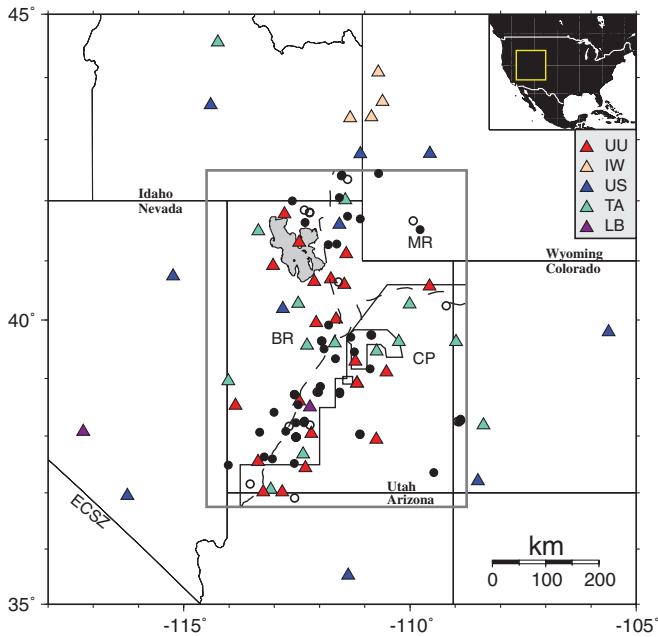 45°
UU
IW
US
TA
LB
Idaho
Nevada
MR
Wyoming
Colorado
40°
BR
CP
ECSZ
Utah
Arizona
km
0 100 200
35°
-115° -110° -105°